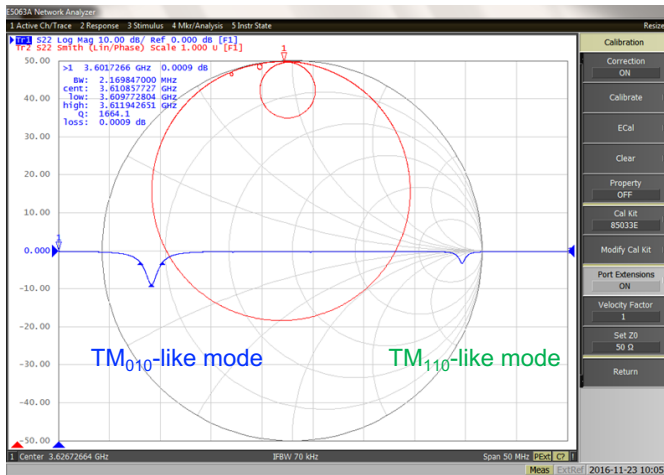 E5063A Network Analyzer
1 Active Ch/Trace 2 Response 3 Stimulus 4 Mkr/Analysis 5 Instr State
Resize
Tr1 S22 Log Mag 10.00 dB/ Ref 0.000 dB [F1]
Tr2 S22 Smith (Lin/Phase) Scale 1.000 U [F1]
50.00
40.00
30.00
20.00
10.00
0.000
-10.00
-20.00
-30.00
-40.00
-50.00
>1 3.6017266 GHz 0.0009 dB
BW: 2.169847000 MHz
cent: 3.610857727 GHz
low: 3.609772804 GHz
high: 3.611942651 GHz
Q: 1664.1
loss: 0.0009 dB
1
1
TM010-like mode
TM110-like mode
1 Center 3.62672664 GHz
IFBW 70 kHz
Span 50 MHz PExt C? !
Meas ExtRef 2016-11-23 10:05
Calibration
Correction
ON
Calibrate
ECal
Clear
Property
OFF
Cal Kit
85033E
Modify Cal Kit
Port Extensions
ON
Velocity Factor
1
Set Z0
50 Ω
Return